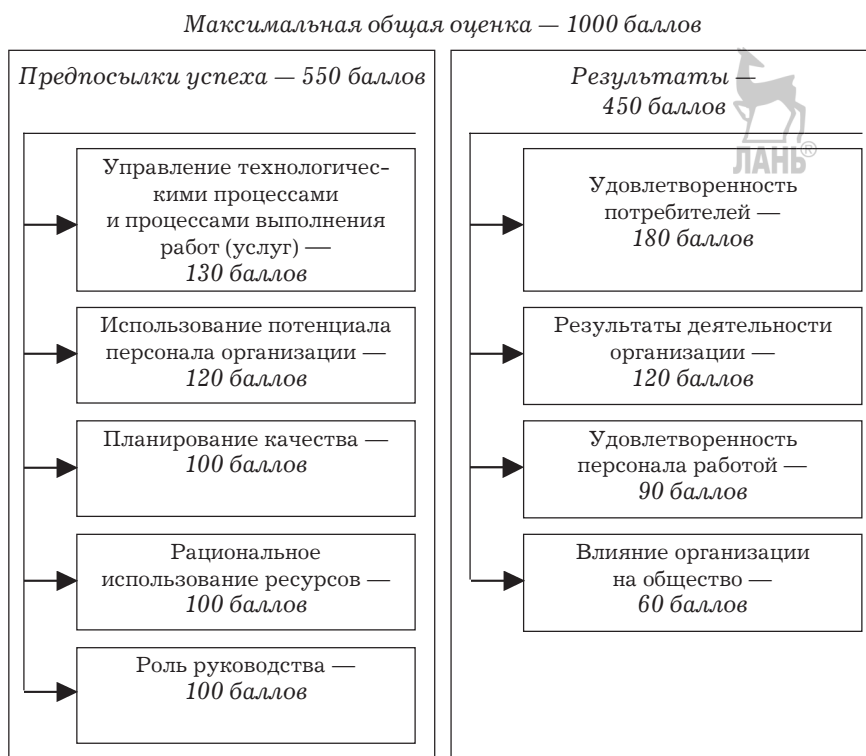 Максимальная общая оценка — 1000 баллов
Предпосылки успеха — 550 баллов
Управление технологичес-
кими процессами
и процессами выполнения
работ (услуг) —
130 баллов
Использование потенциала
персонала организации —
120 баллов
Планирование качества —
100 баллов
Рациональное
использование ресурсов —
100 баллов
Роль руководства —
100 баллов
Результаты —
450 баллов
ЛАНЬ®
Удовлетворенность
потребителей —
180 баллов
Результаты деятельности
организации —
120 баллов
Удовлетворенность
персонала работой —
90 баллов
Влияние организации
на общество —
60 баллов